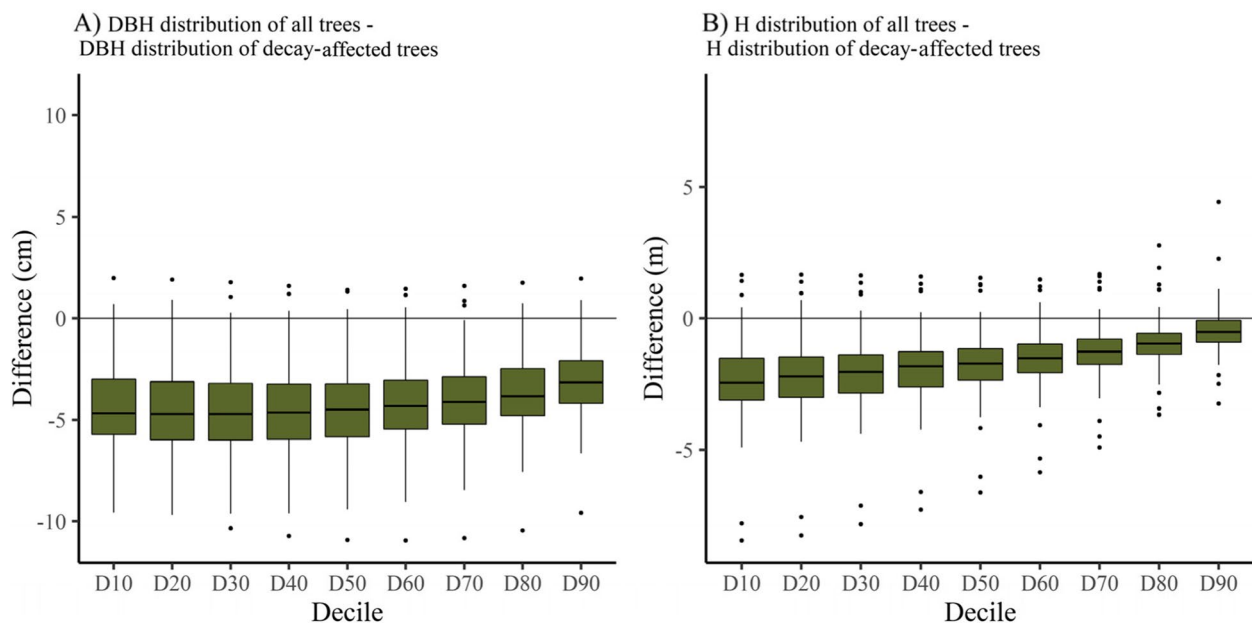 A) DBH distribution of all trees -
DBH distribution of decay-affected trees
10
5
0
-5
-10
Difference (cm)
D10 D20 D30 D40 D50 D60 D70 D80 D90
Decile
B) H distribution of all trees -
H distribution of decay-affected trees
5
0
-5
Difference (m)
D10 D20 D30 D40 D50 D60 D70 D80 D90
Decile